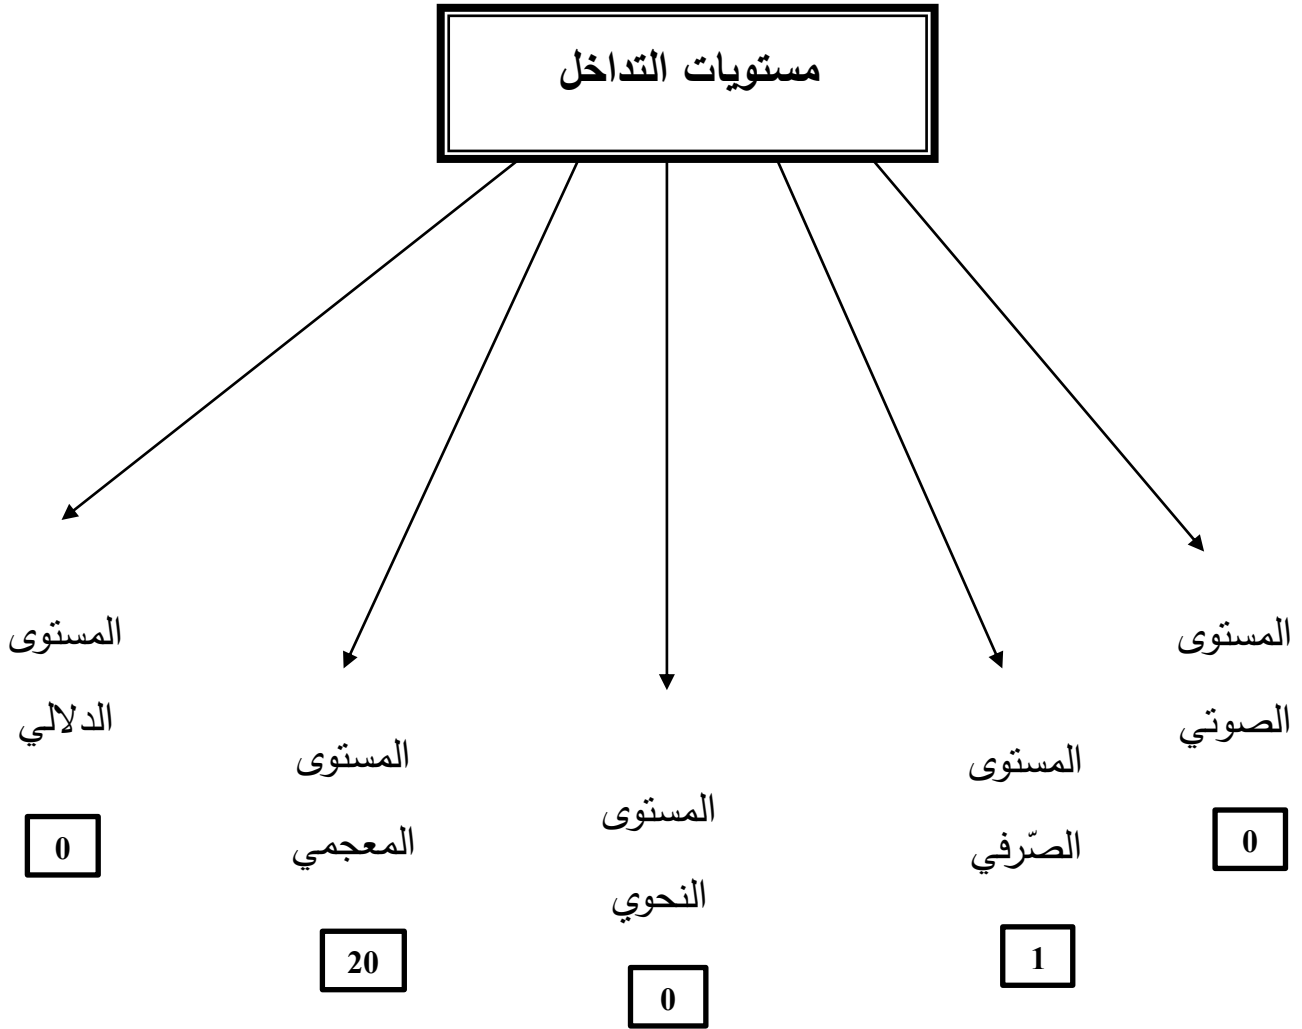 مستويات التداخل
المستوى
الصوتي
0
المستوى
الصّرفي
1
المستوى
النحوي
0
المستوى
المعجمي
20
المستوى
الدلالي
0